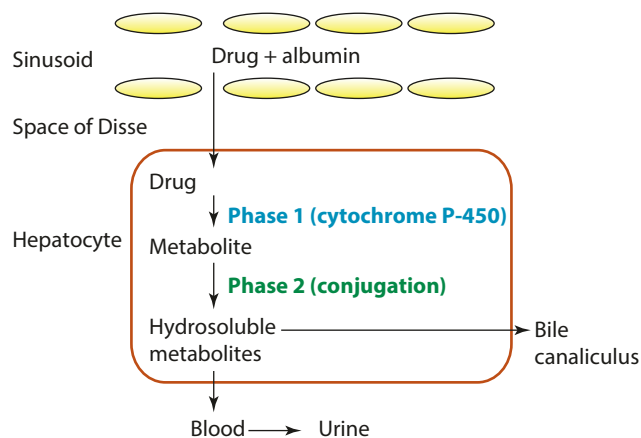 Sinusoid
Drug + albumin
Space of Disse
Drug
Phase 1 (cytochrome P-450)
Hepatocyte
Metabolite
Phase 2 (conjugation)
Hydrosoluble
metabolites
Bile
canaliculus
Blood
Urine